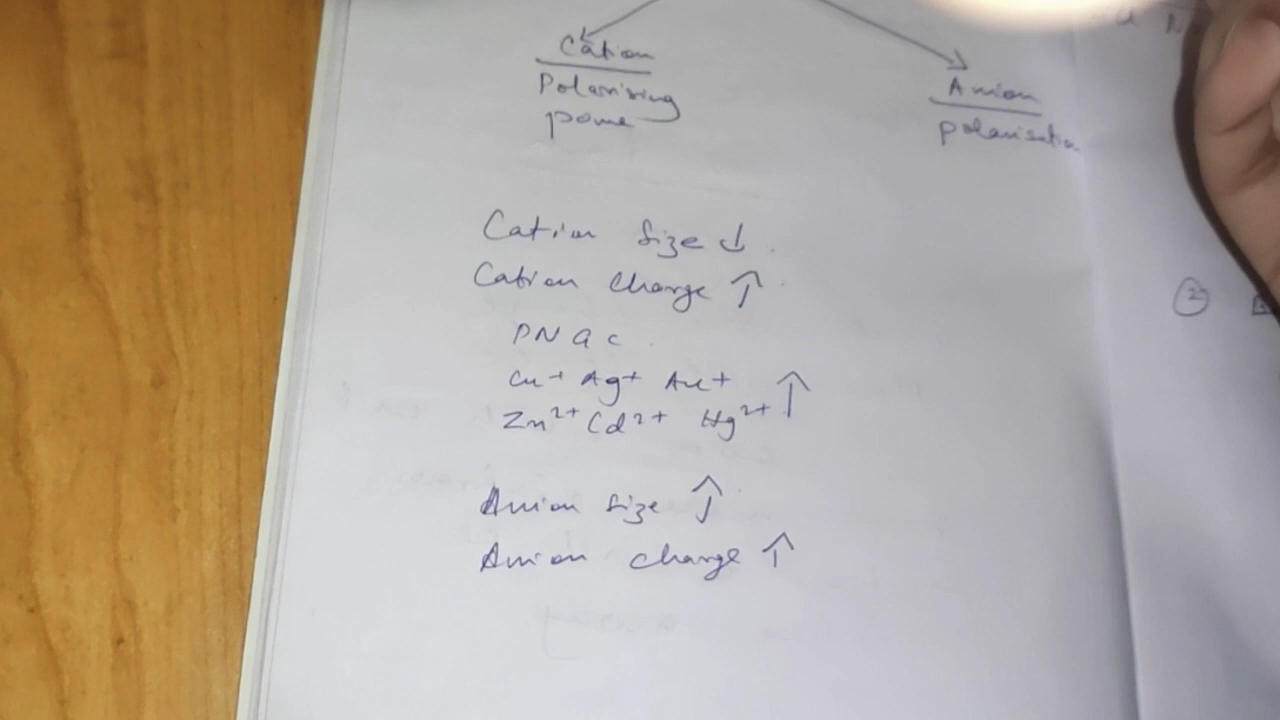 Cation
Polarising
powe
Anion
polarisation
Cation Size ↓
Cation Charge ↑
PNGC
Cu+ Ag+ Au+ ↑
Zn²⁺ Cd²⁺ Hg²⁺
Anion Size ↑
Anion charge ↑
2